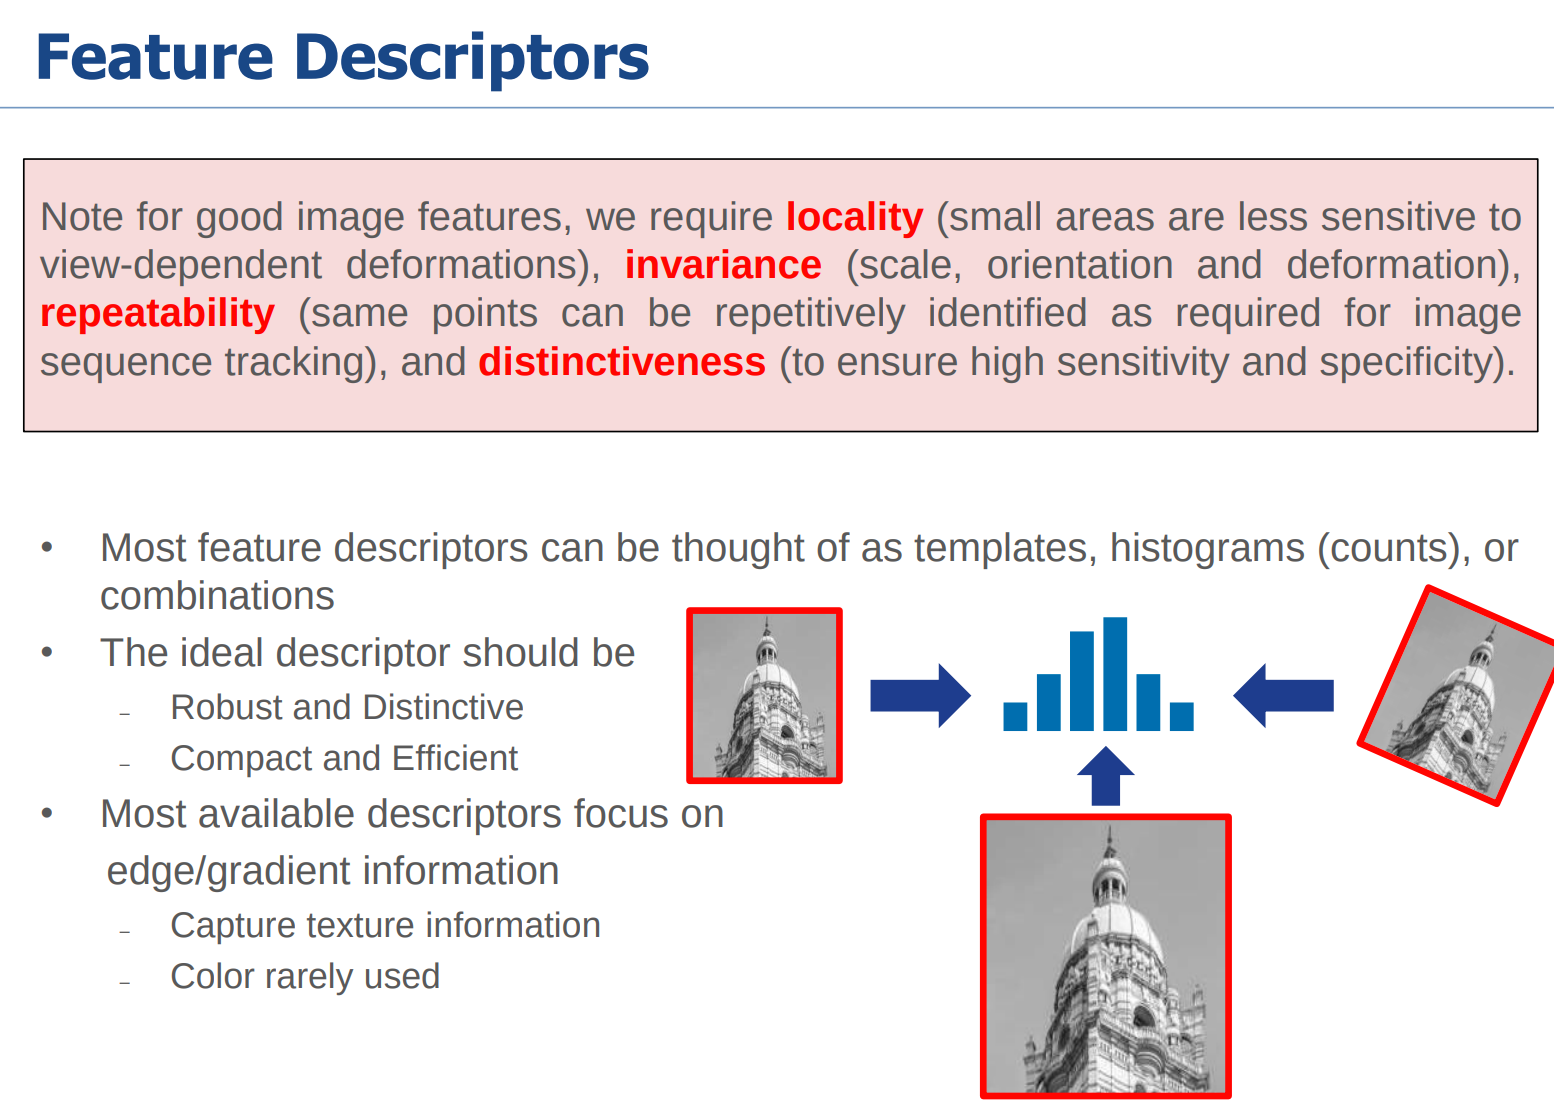 Feature Descriptors
Note for good image features, we require locality (small areas are less sensitive to
view-dependent deformations), invariance (scale, orientation and deformation),
repeatability (same points can be repetitively identified as required for image
sequence tracking), and distinctiveness (to ensure high sensitivity and specificity).
• Most feature descriptors can be thought of as templates, histograms (counts), or
combinations
• The ideal descriptor should be
– Robust and Distinctive
– Compact and Efficient
• Most available descriptors focus on
edge/gradient information
– Capture texture information
– Color rarely used